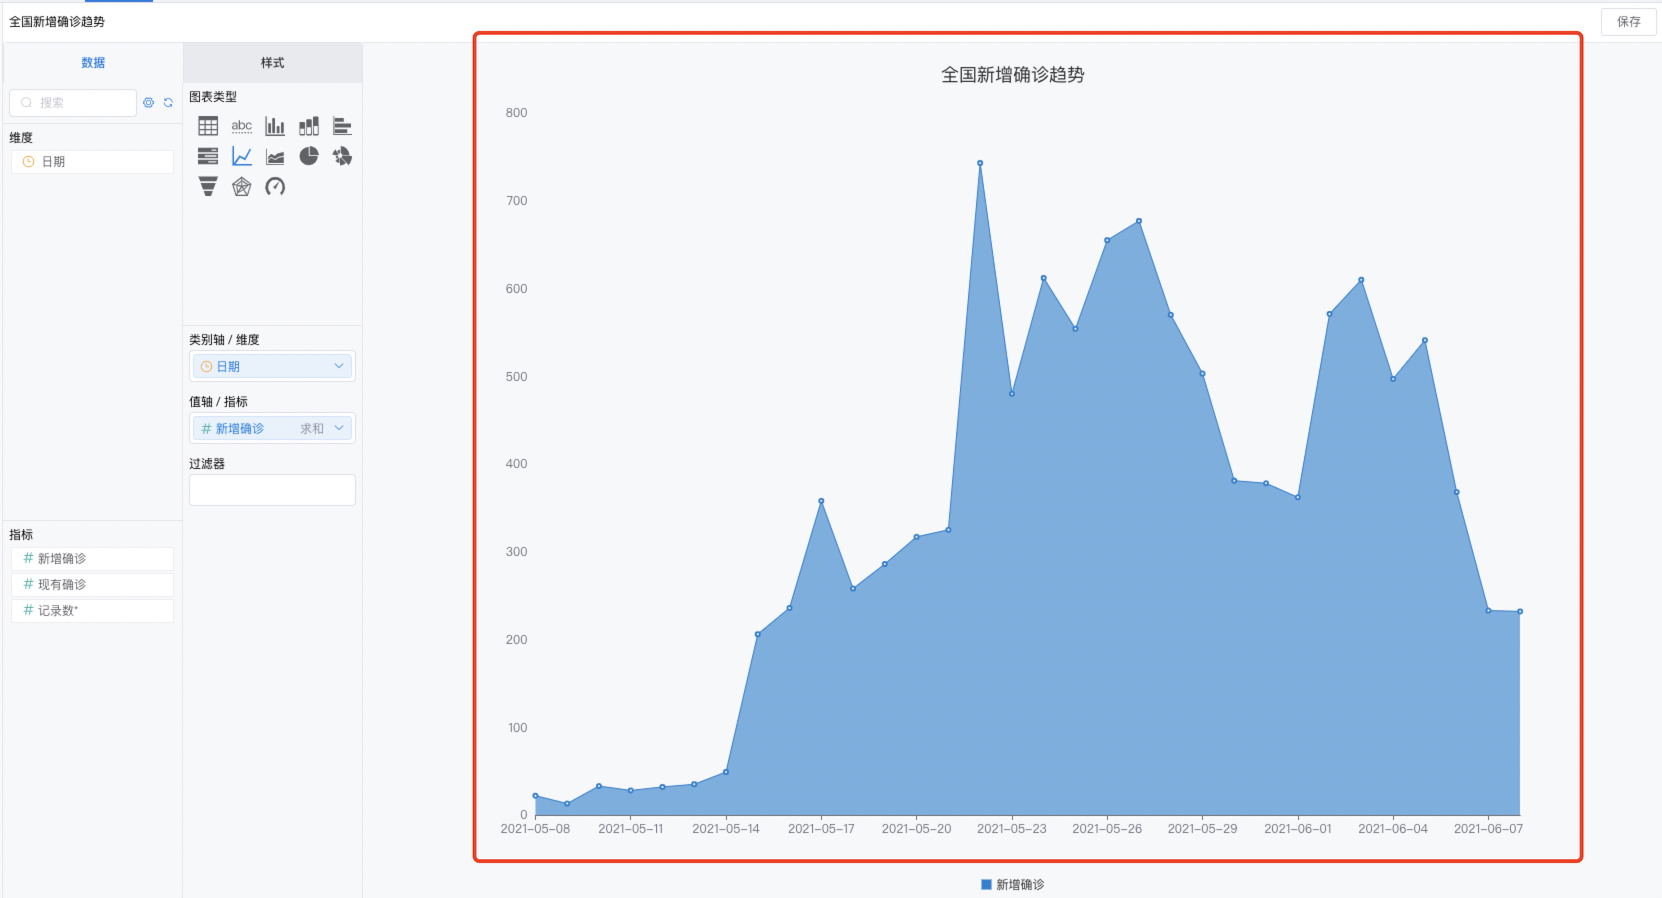 全国新增确诊趋势
保存
数据
样式
搜索
图表类型
abc
维度
日期
类别轴 / 维度
日期
值轴 / 指标
# 新增确诊 求和
过滤器
指标
# 新增确诊
# 现有确诊
# 记录数*
全国新增确诊趋势
800
700
600
500
400
300
200
100
0
2021-05-08 2021-05-11 2021-05-14 2021-05-17 2021-05-20 2021-05-23 2021-05-26 2021-05-29 2021-06-01 2021-06-04 2021-06-07
新增确诊